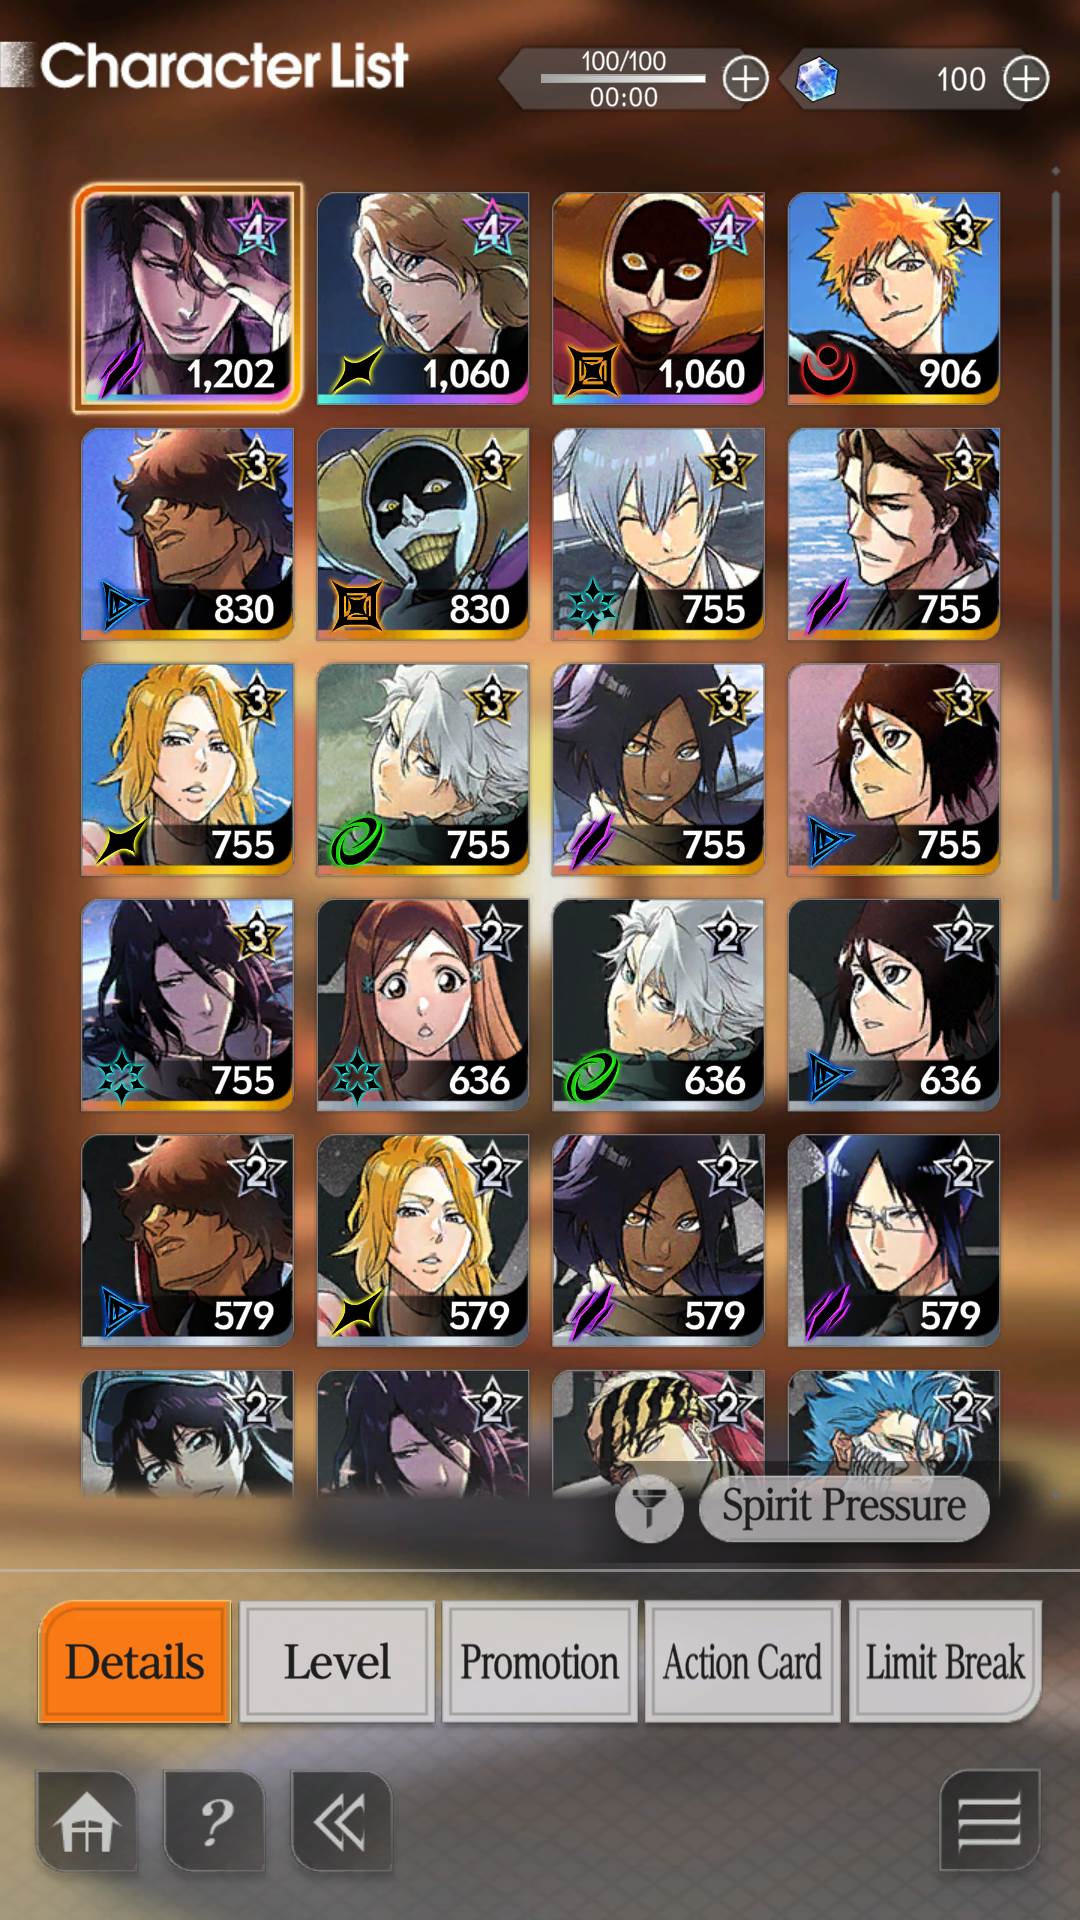 Character List
100/100
00:00
100
4 4 4 3
1,202 1,060 1,060 906
3 3 3 3
830 830 755 755
3 3 3 3
755 755 755 755
3 2 2 2
755 636 636 636
2 2 2 2
579 579 579 579
2 2 2 2
Spirit Pressure
Details Level Promotion Action Card Limit Break
?